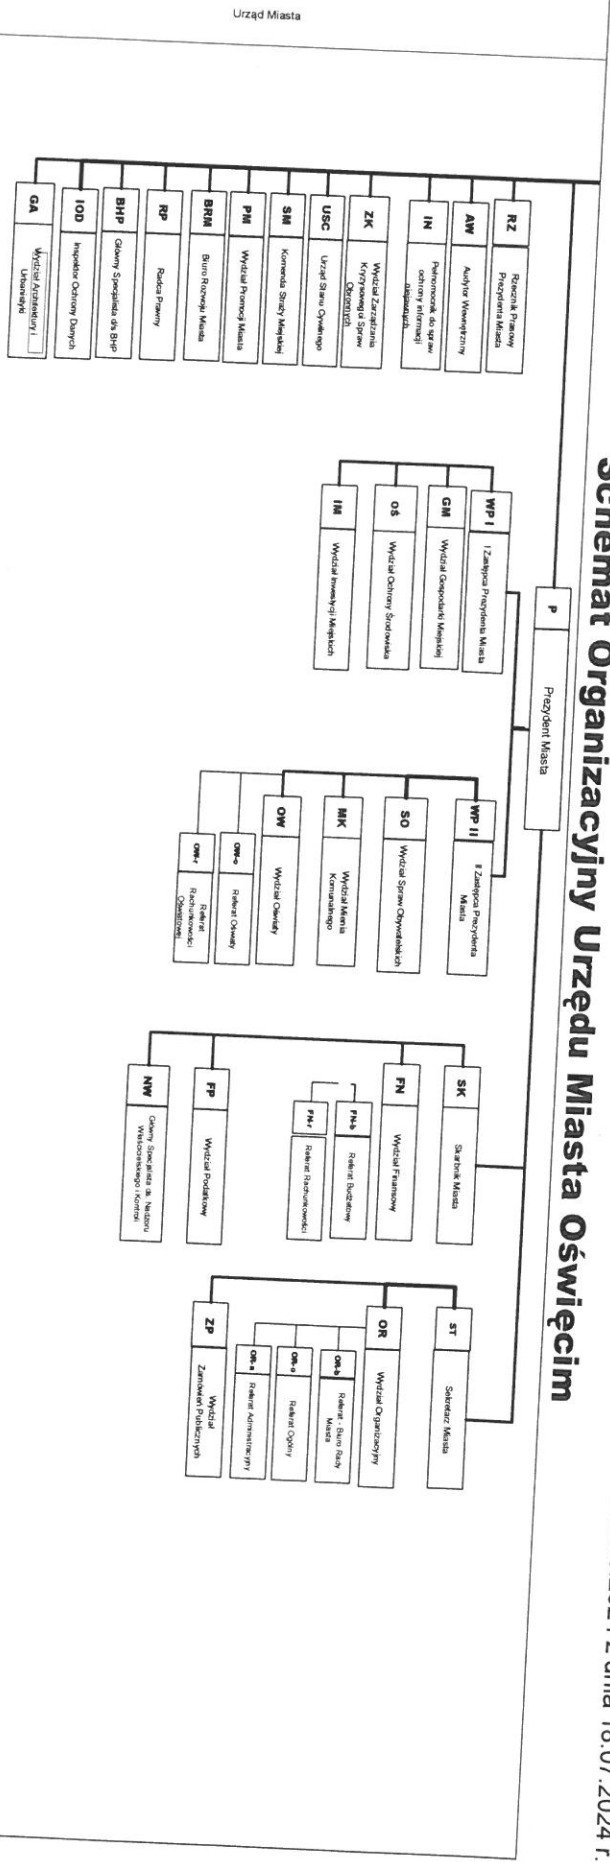 z dnia 18.07.2024 r.
Schemat Organizacyjny Urzędu Miasta Oświęcim
Urząd Miasta
P
Prezydent Miasta
RZ
Rzecznik Prasowy
Prezydenta Miasta
AW
Audytor Wewnętrzny
IN
Pełnomocnik do spraw
ochrony informacji
niejawnych
ZK
Wydział Zarządzania
Kryzysowego i Spraw
Obronnych
USC
Urząd Stanu Cywilnego
SM
Komenda Straży Miejskiej
PM
Wydział Promocji Miasta
BRM
Biuro Rozwoju Miasta
RP
Radca Prawny
BHP
Główny Specjalista d/s BHP
IOD
Inspektor Ochrony Danych
GA
Wydział Architektury i
Urbanistyki
WP I
I Zastępca Prezydenta Miasta
GM
Wydział Gospodarki Miejskiej
OŚ
Wydział Ochrony Środowiska
IM
Wydział Inwestycji Miejskich
WP II
II Zastępca Prezydenta
Miasta
SO
Wydział Spraw Obywatelskich
MK
Wydział Mienia
Komunalnego
OW
Wydział Oświaty
OW-o
Referat Oświaty
OW-r
Referat
Rachunkowości
Oświatowej
SK
Skarbnik Miasta
FN
Wydział Finansowy
FN-b
Referat Budżetowy
FN-r
Referat Rachunkowości
FP
Wydział Podatkowy
NW
Główny Specjalista ds. Nadzoru
Właścicielskiego i Kontroli
ST
Sekretarz Miasta
OR
Wydział Organizacyjny
OR-b
Referat - Biuro Rady
Miasta
OR-o
Referat Ogólny
OR-a
Referat Administracyjny
ZP
Wydział
Zamówień Publicznych